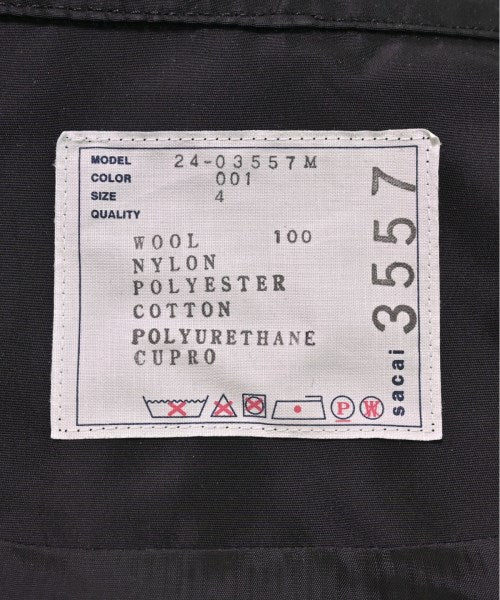 MODEL 24-03557M
COLOR 001
SIZE 4
QUALITY
WOOL 100
NYLON
POLYESTER
COTTON
POLYURETHANE
CUPRO
P W
sacai 3557